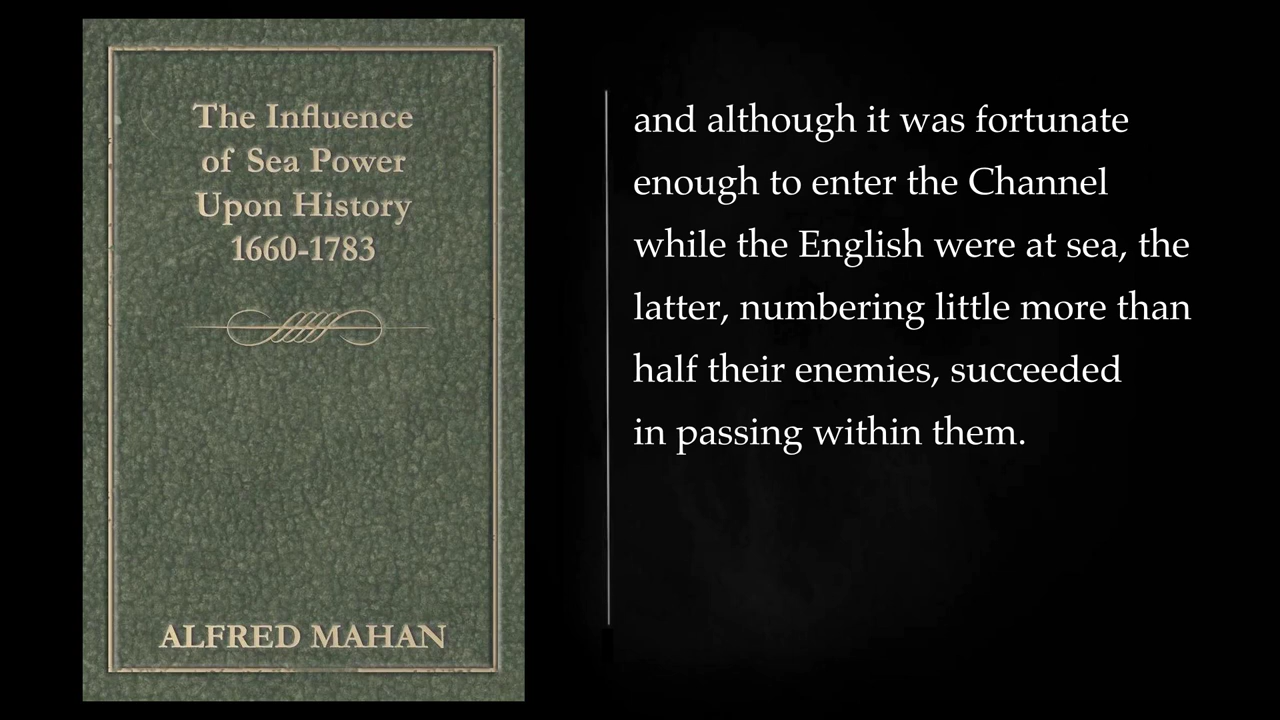 The Influence
of Sea Power
Upon History
1660-1783
ALFRED MAHAN
and although it was fortunate
enough to enter the Channel
while the English were at sea, the
latter, numbering little more than
half their enemies, succeeded
in passing within them.